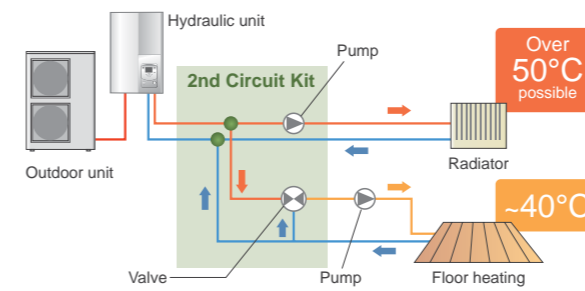 Hydraulic unit
Pump
Over
50°C
possible
2nd Circuit Kit
Outdoor unit
Radiator
~40°C
Valve
Pump
Floor heating